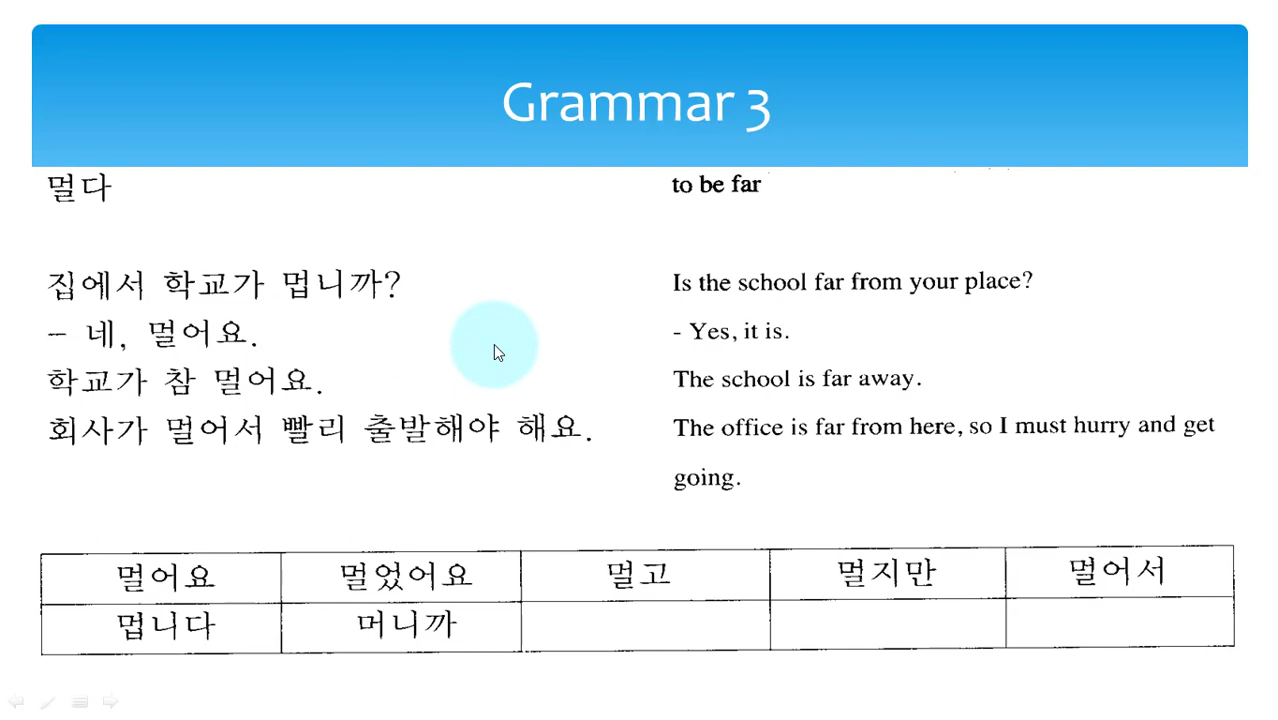 Grammar 3
멀다
to be far
집에서 학교가 멉니까?
Is the school far from your place?
- 네, 멀어요.
- Yes, it is.
학교가 참 멀어요.
The school is far away.
회사가 멀어서 빨리 출발해야 해요.
The office is far from here, so I must hurry and get
going.
멀어요 멀었어요 멀고 멀지만 멀어서
멉니다 머니까